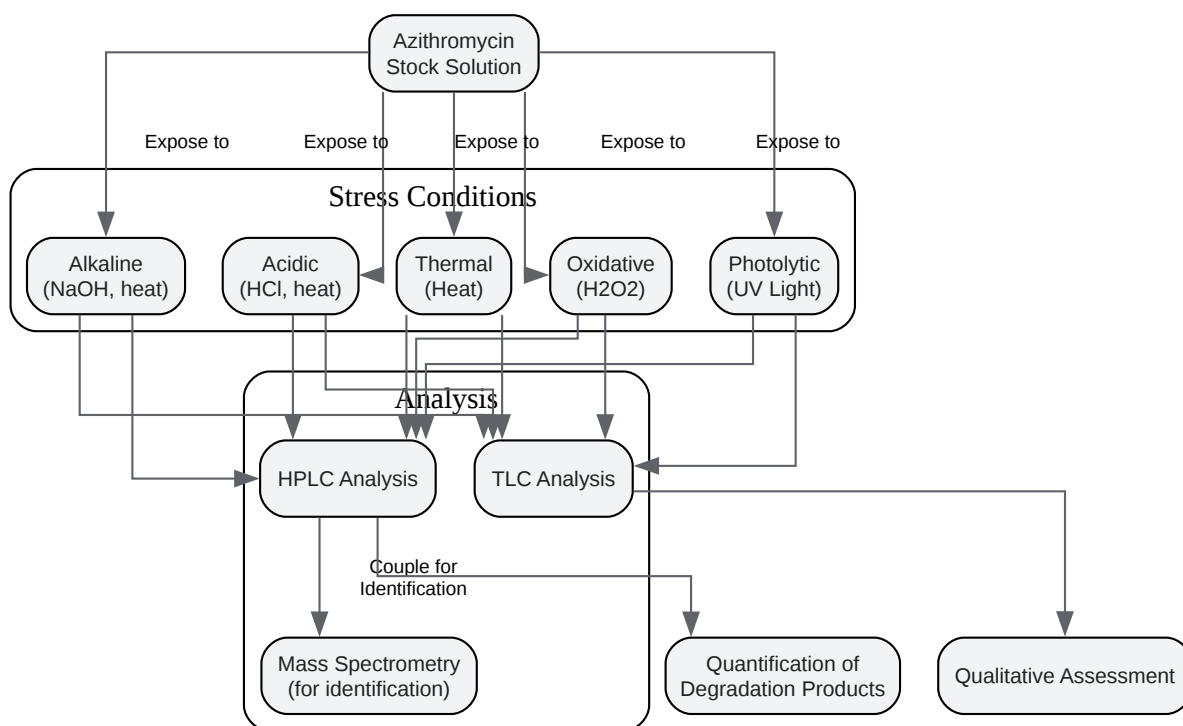 Azithromycin
Stock Solution
Expose to
Expose to
Expose to
Expose to
Expose to
Stress Conditions
Alkaline
(NaOH, heat)
Acidic
(HCl, heat)
Thermal
(Heat)
Oxidative
(H2O2)
Photolytic
(UV Light)
Analysis
HPLC Analysis
TLC Analysis
Couple for
Identification
Mass Spectrometry
(for identification)
Quantification of
Degradation Products
Qualitative Assessment